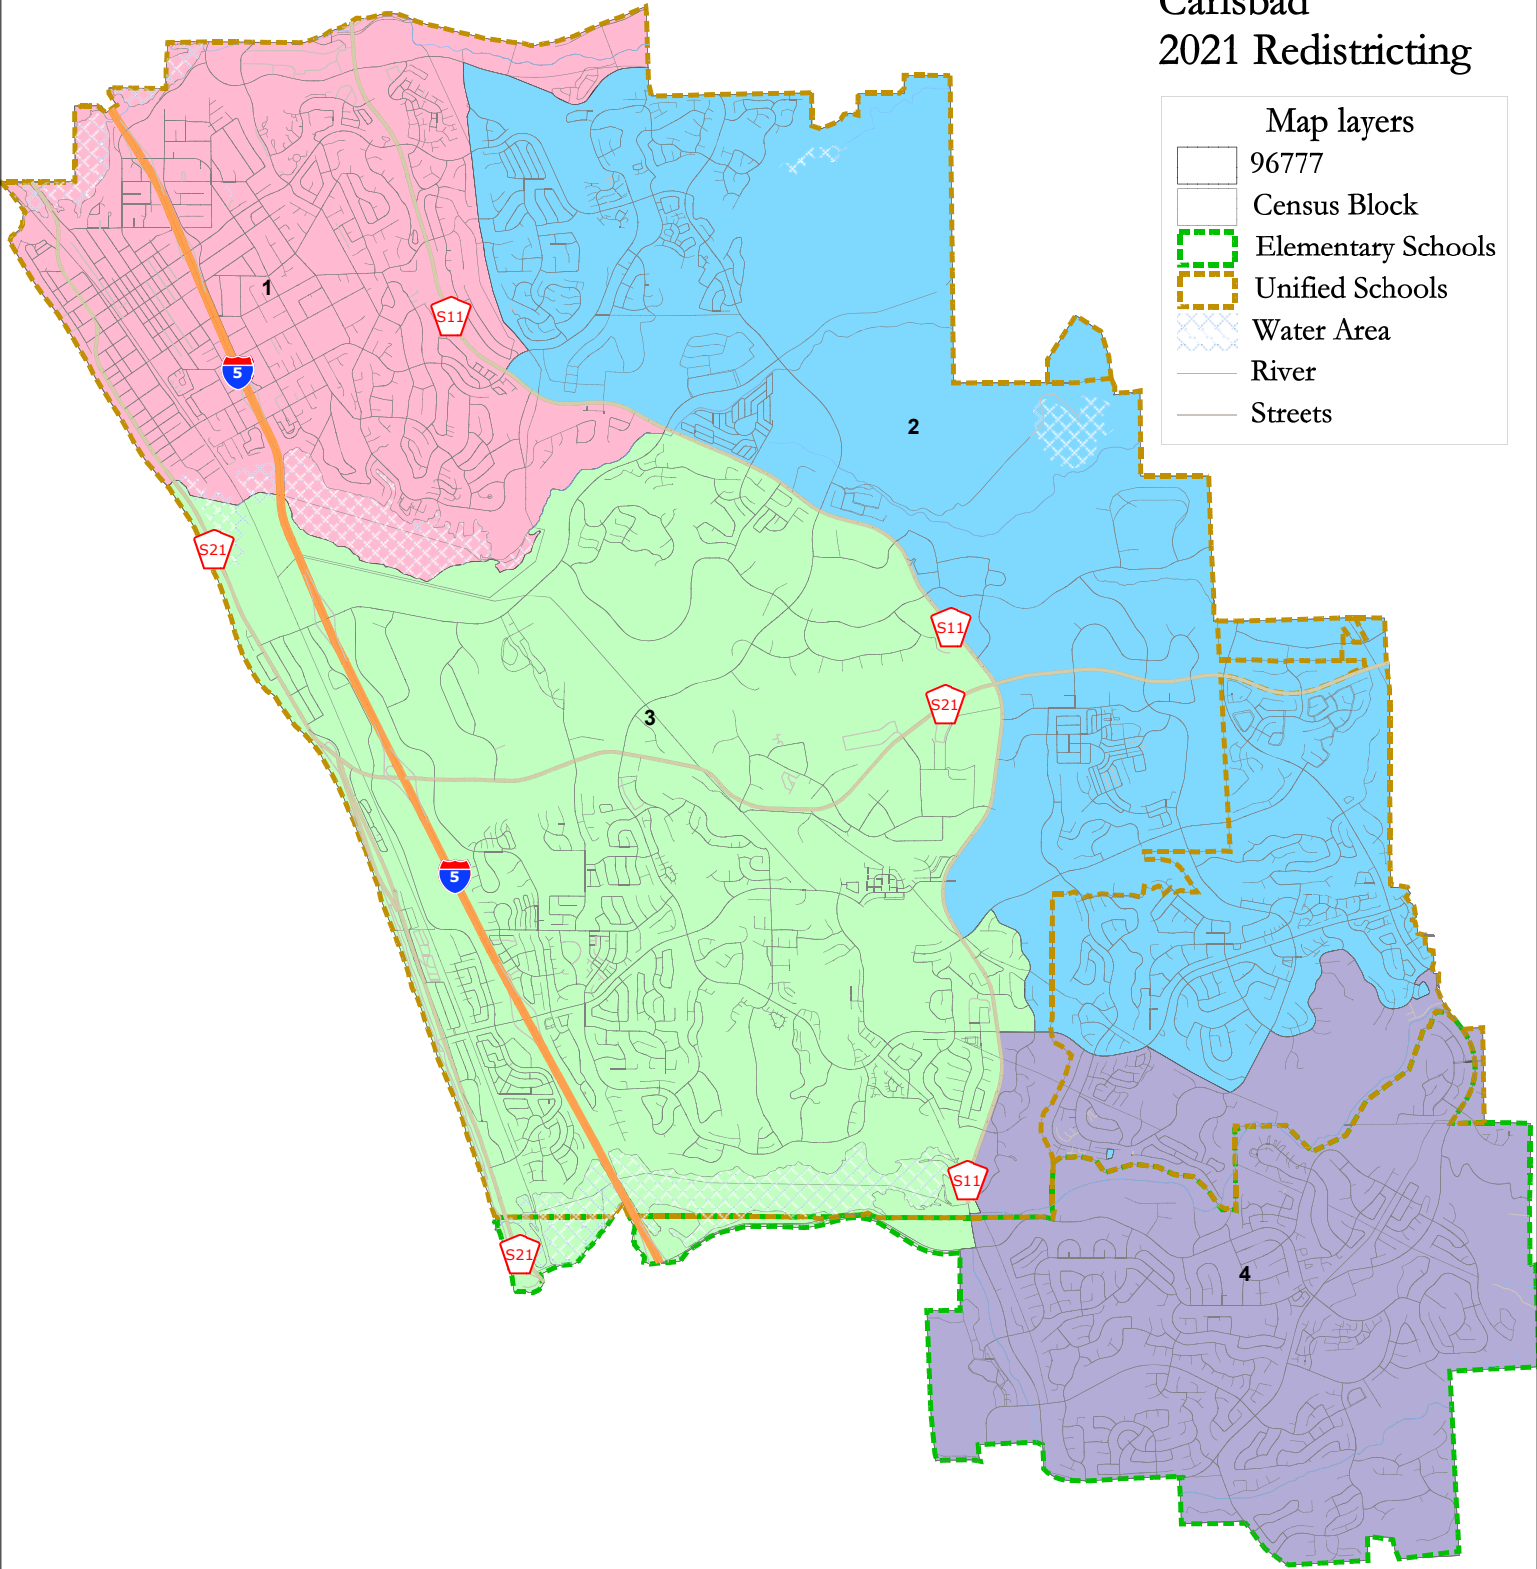 Carlsbad
2021 Redistricting
Map layers
96777
Census Block
Elementary Schools
Unified Schools
Water Area
River
Streets
1
S11
5
2
S21
S11
S21
3
5
S11
S21
4